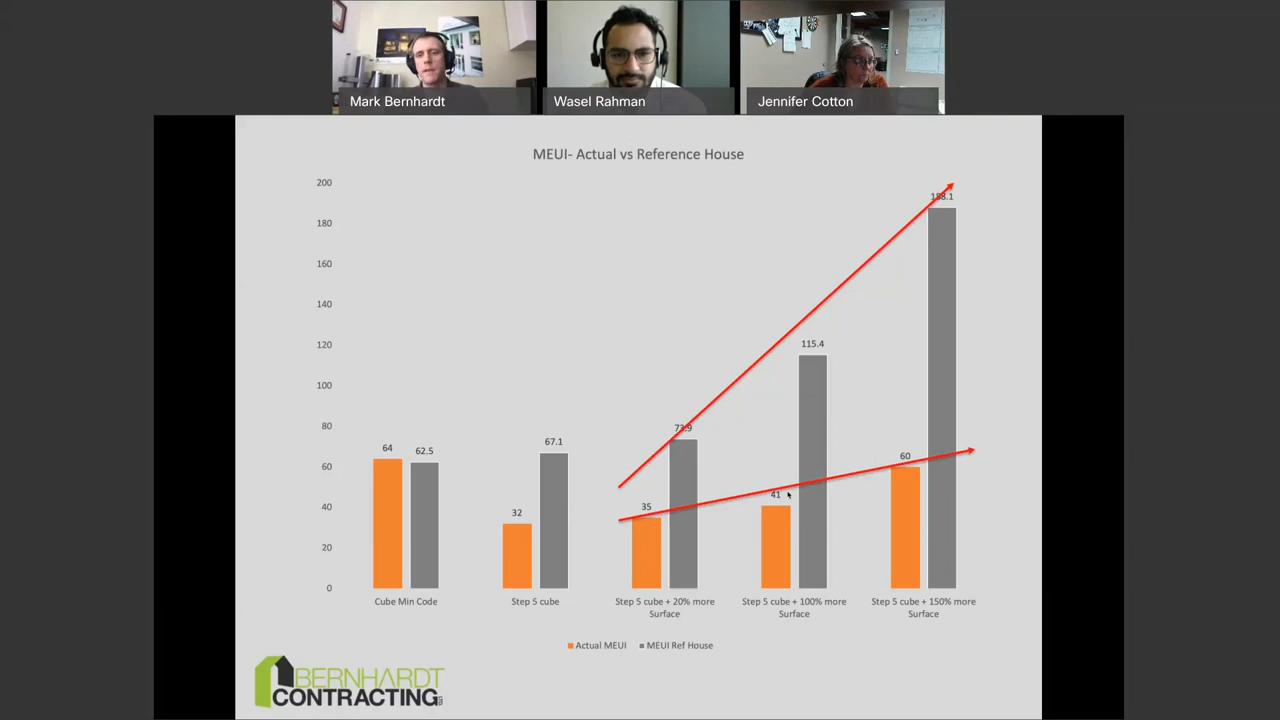 Mark Bernhardt
Wasel Rahman
Jennifer Cotton
MEUI- Actual vs Reference House
200
180
160
140
120
100
80
60
40
20
0
64
62.5
32
67.1
35
73.9
41
115.4
60
188.1
Cube Min Code
Step 5 cube
Step 5 cube + 20% more
Surface
Step 5 cube + 100% more
Surface
Step 5 cube + 150% more
Surface
Actual MEUI
MEUI Ref House
BERNHARDT
CONTRACTING LTD